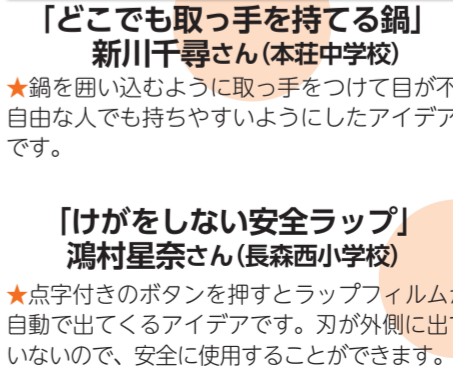 「どこでも取っ手を持てる鍋」
新川千尋さん（本荘中学校）
★鍋を囲い込むように取っ手をつけて目が不
自由な人でも持ちやすいようにしたアイデア
です。
「けがをしない安全ラップ」
鴻村星奈さん（長森西小学校）
★点字付きのボタンを押すとラップフィルムが
自動で出てくるアイデアです。刃が外側に出て
いないので、安全に使用することができます。